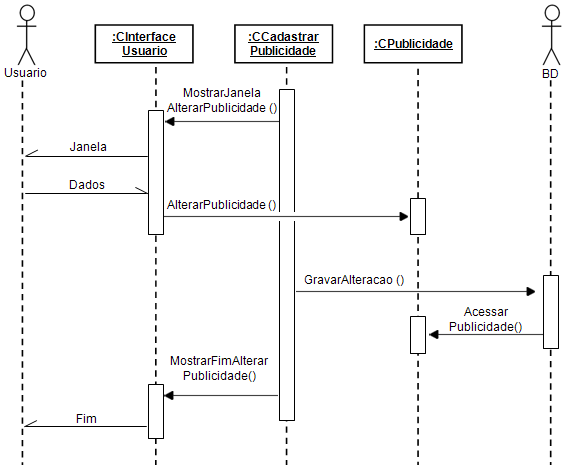 :CInterface
Usuario
:CCadastrar
Publicidade
:CPublicidade
Usuario
BD
MostrarJanela
AlterarPublicidade ()
Janela
Dados
AlterarPublicidade ()
GravarAlteracao ()
Acessar
Publicidade()
MostrarFimAlterar
Publicidade()
Fim